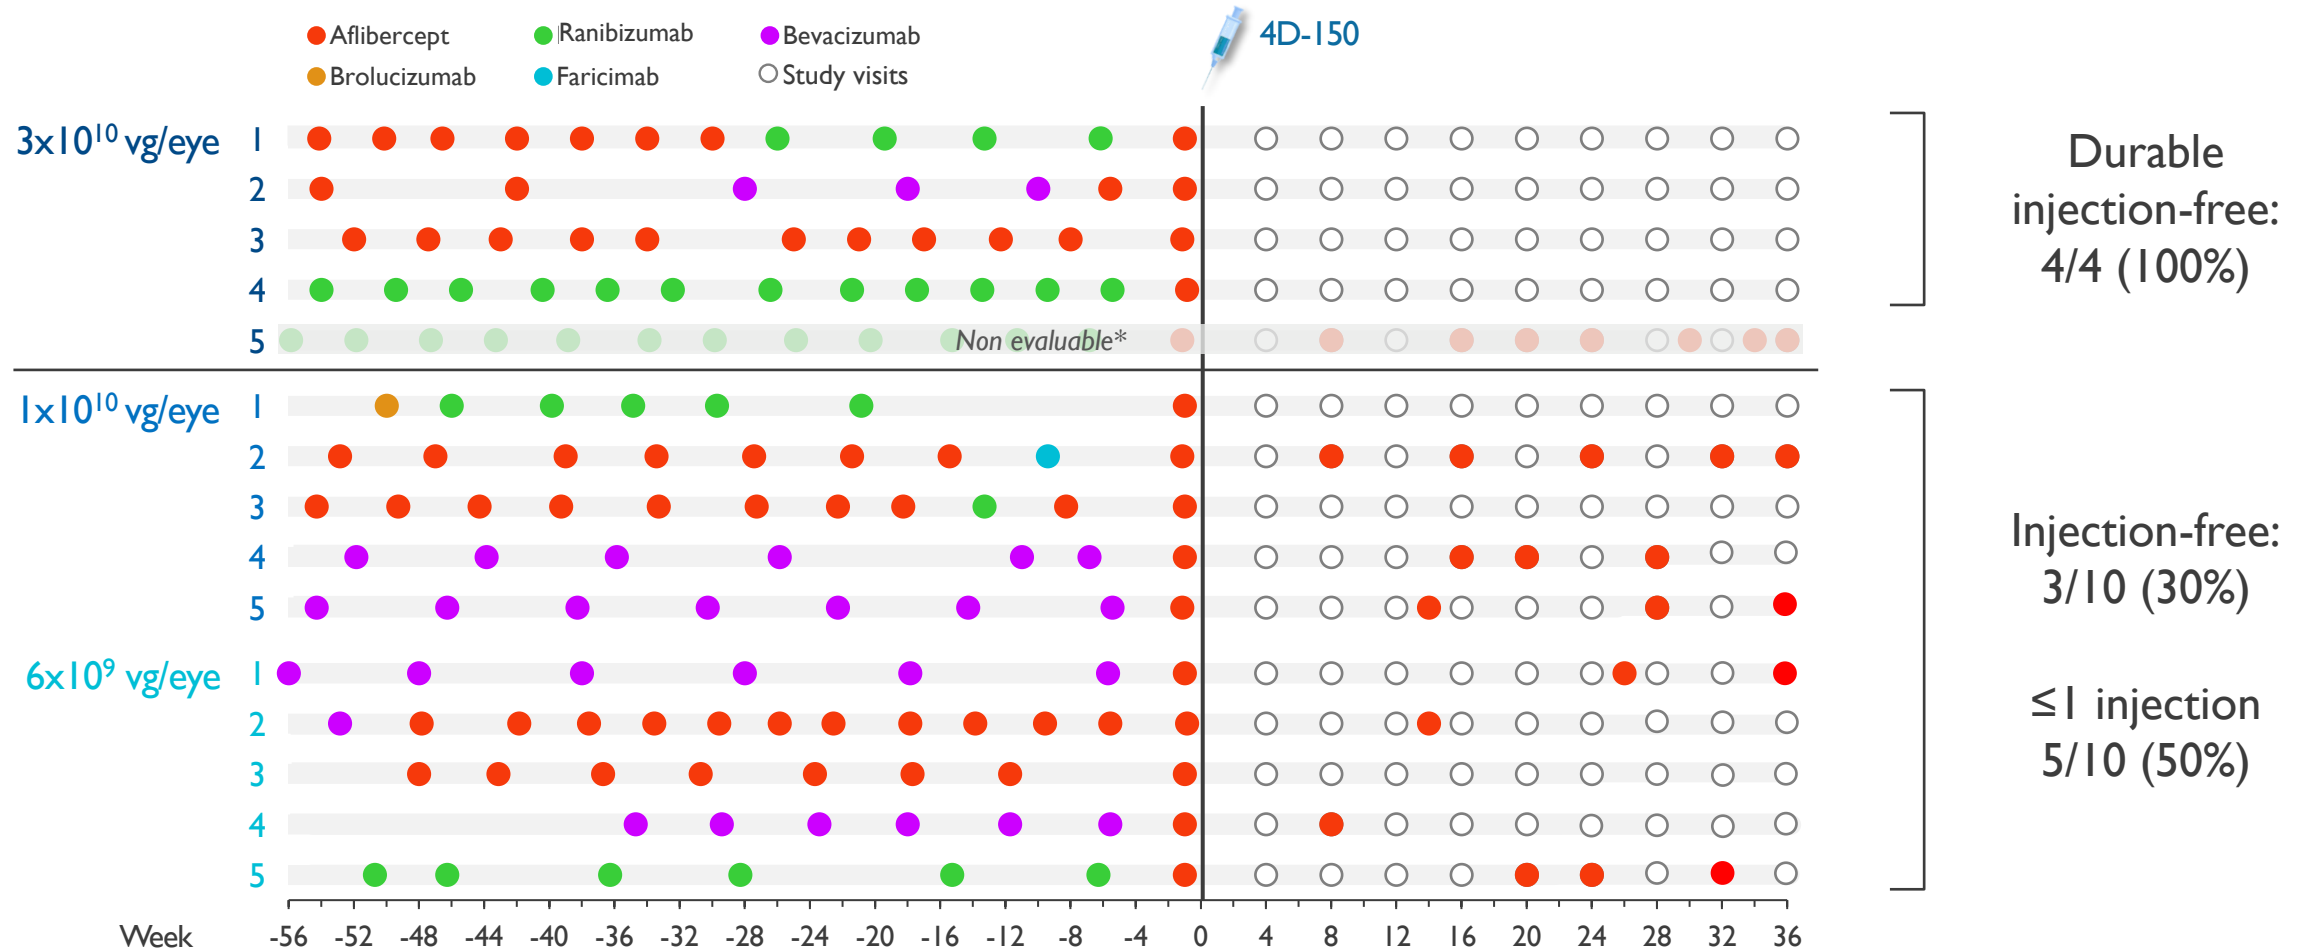 Aflibercept
Ranibizumab
Bevacizumab
Brolucizumab
Faricimab
Study visits
4D-150
3x10¹⁰ vg/eye
1
2
3
4
5
Non evaluable*
Durable
injection-free:
4/4 (100%)
1x10¹⁰ vg/eye
1
2
3
4
5
6x10⁹ vg/eye
1
2
3
4
5
Injection-free:
3/10 (30%)
≤1 injection
5/10 (50%)
Week
-56 -52 -48 -44 -40 -36 -32 -28 -24 -20 -16 -12 -8 -4 0 4 8 12 16 20 24 28 32 36